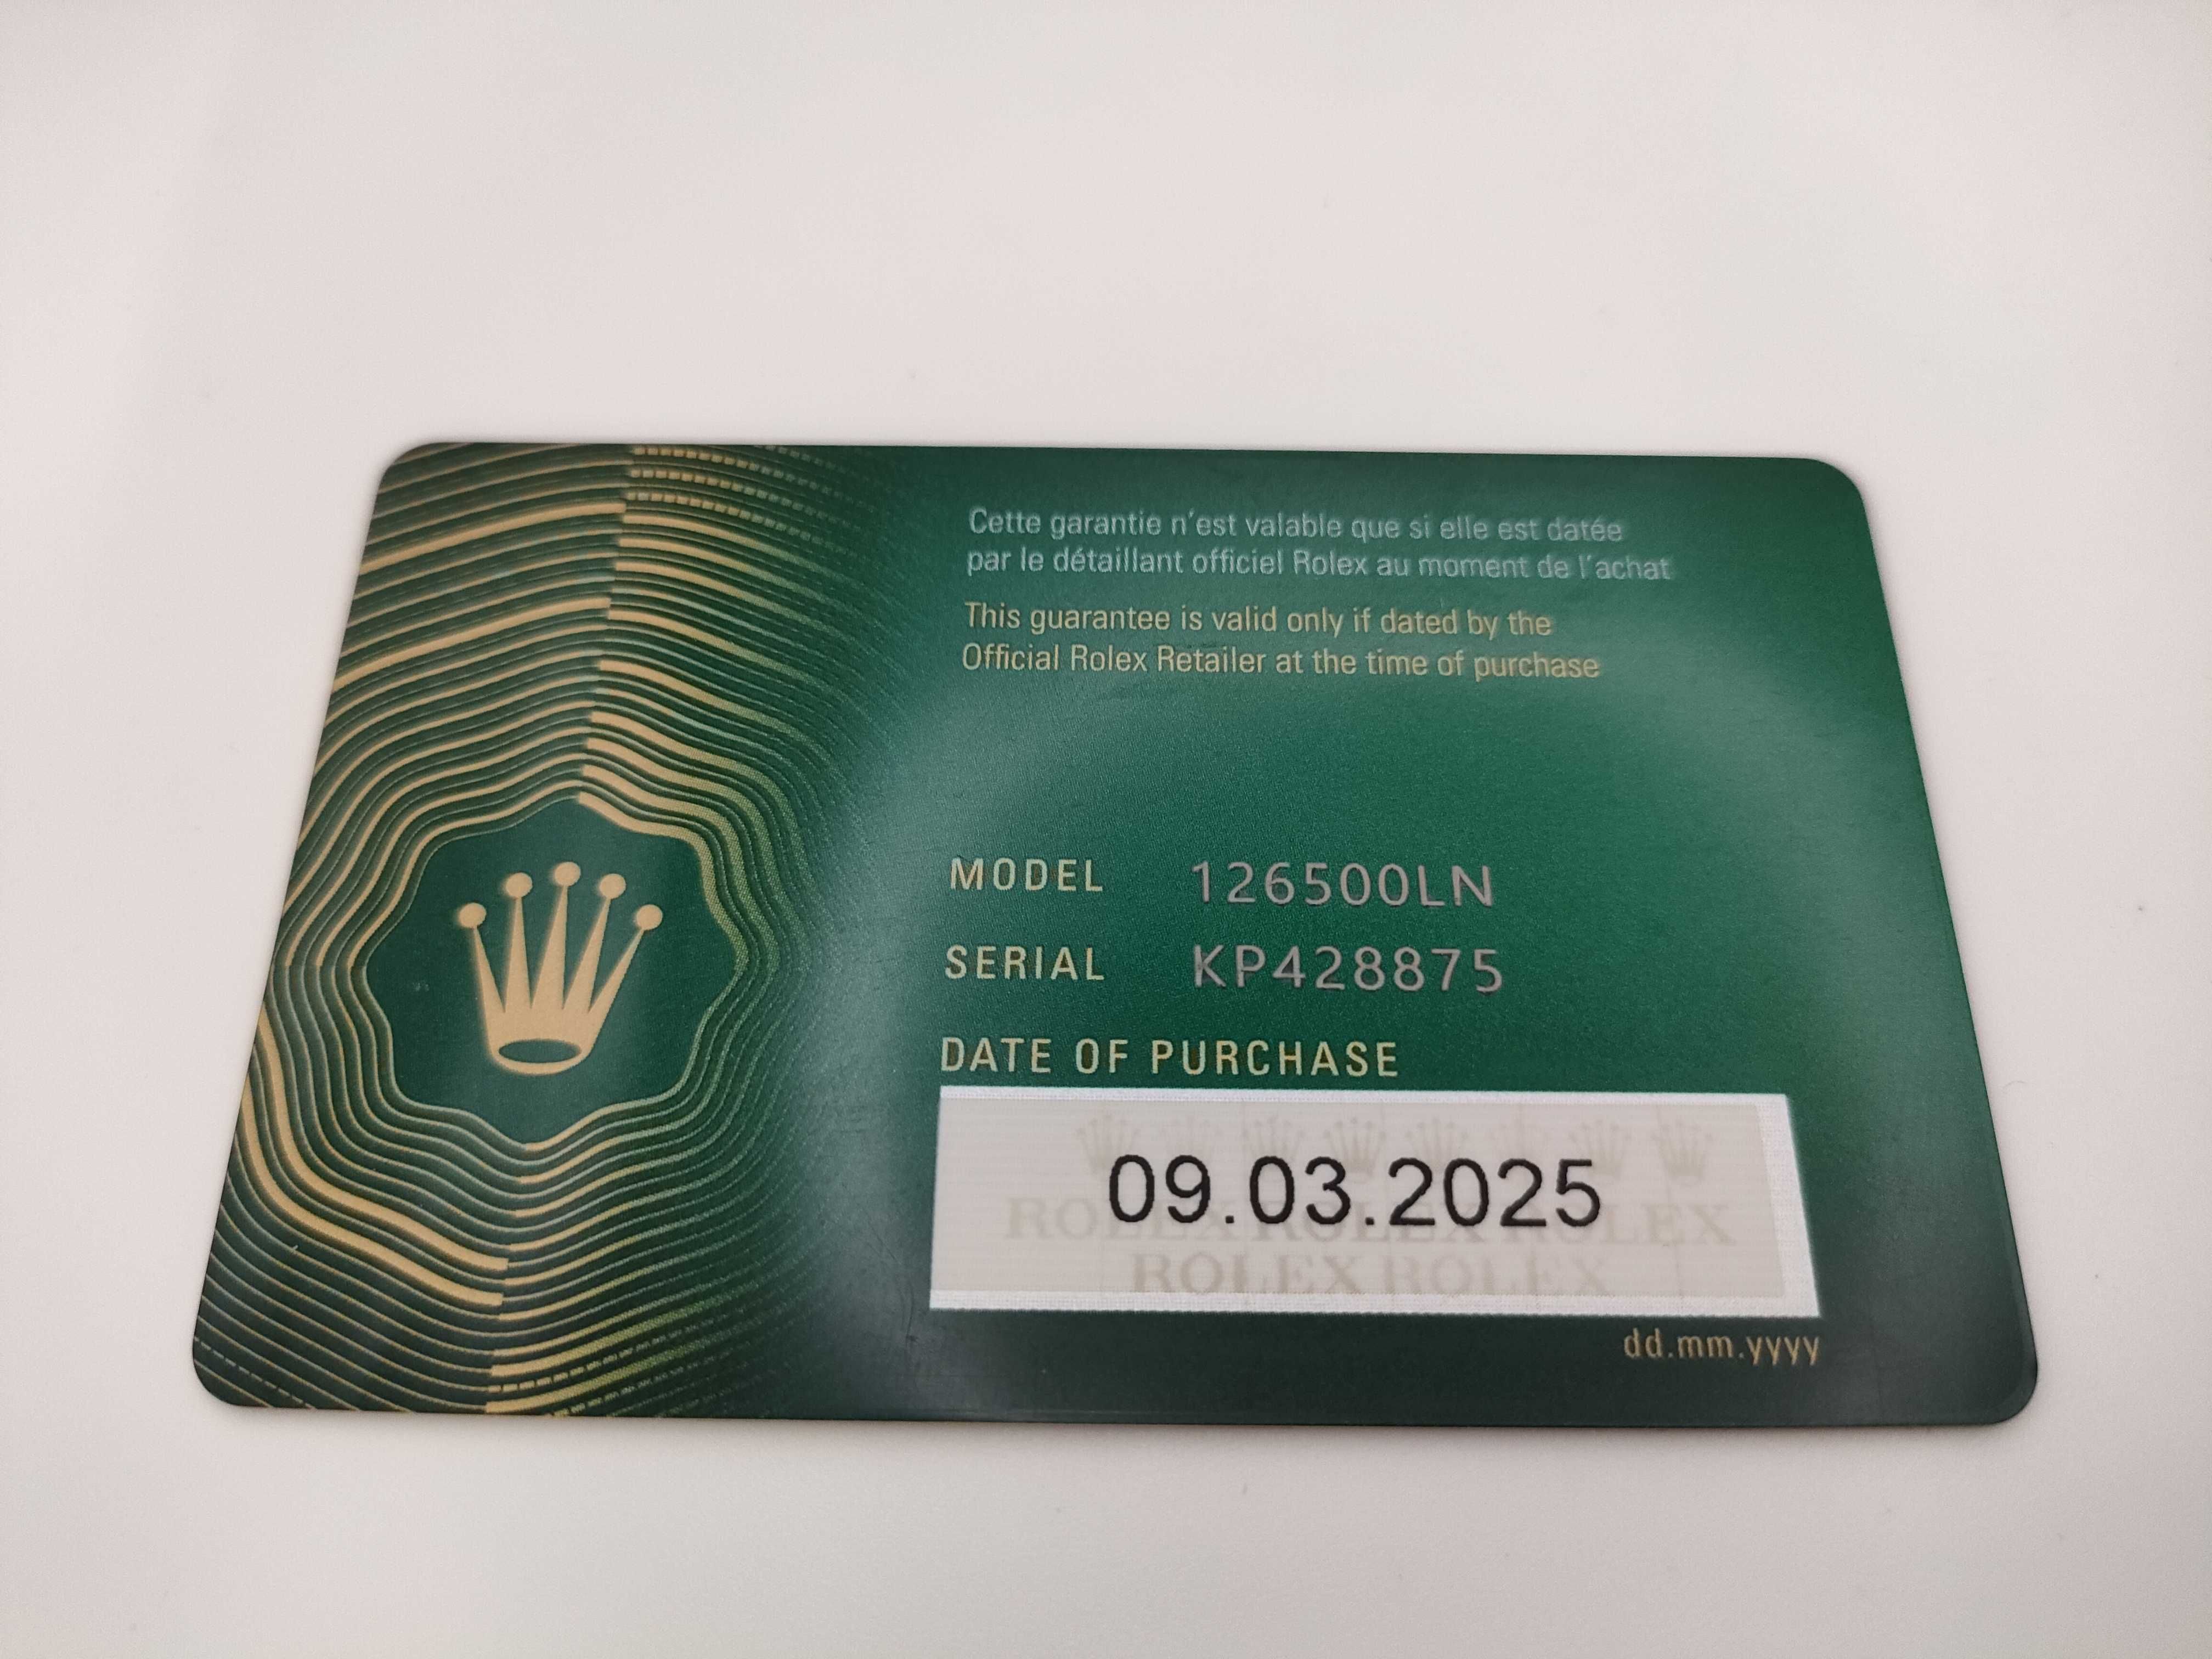 Cette garantie n'est valable que si elle est datée
par le détaillant officiel Rolex au moment de l'achat
This guarantee is valid only if dated by the
Official Rolex Retailer at the time of purchase
MODEL 126500LN
SERIAL KP428875
DATE OF PURCHASE
09.03.2025
ROLEX ROLEX ROLEX
ROLEX ROLEX
dd.mm.yyyy